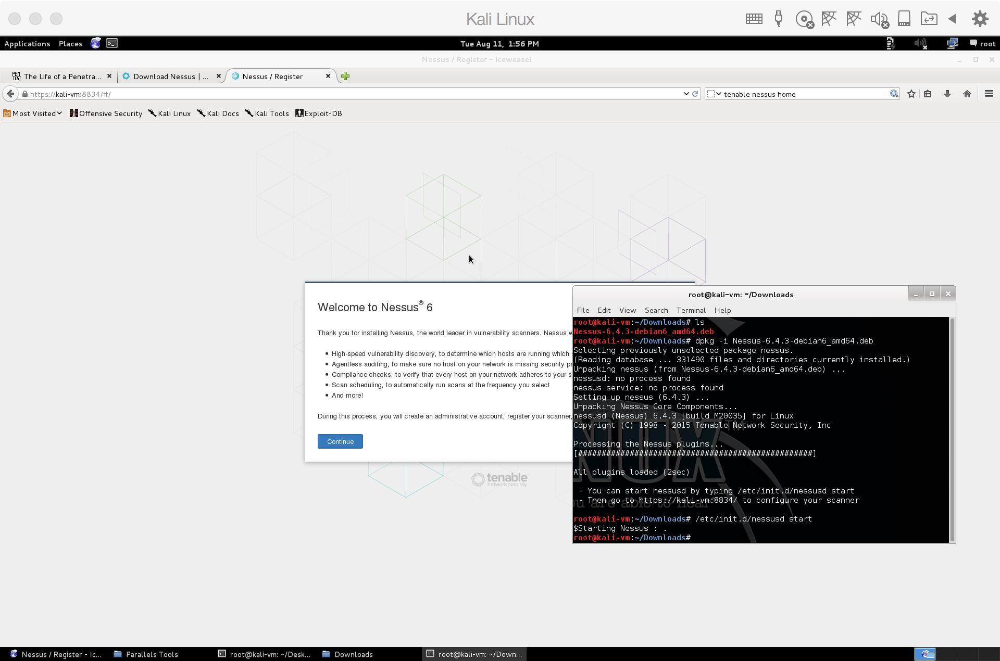 Kali Linux
Applications Places Tue Aug 11, 1:56 PM root
Nessus / Register - Iceweasel
The Life of a Penetra... Download Nessus | ... Nessus / Register
https://kali-vm:8834/#/ tenable nessus home
Most Visited Offensive Security Kali Linux Kali Docs Kali Tools Exploit-DB
Welcome to Nessus® 6
Thank you for installing Nessus, the world leader in vulnerability scanners. Nessus
High-speed vulnerability discovery, to determine which hosts are running which
Agentless auditing, to make sure no host on your network is missing security
Compliance checks, to verify that every host on your network adheres to your
Scan scheduling, to automatically run scans at the frequency you select
And more!
During this process, you will create an administrative account, register your scanner,
Continue
tenable
network security
root@kali-vm: ~/Downloads
File Edit View Search Terminal Help
root@kali-vm:~/Downloads# ls
Nessus-6.4.3-debian6_amd64.deb
root@kali-vm:~/Downloads# dpkg -i Nessus-6.4.3-debian6_amd64.deb
Selecting previously unselected package nessus.
(Reading database ... 331490 files and directories currently installed.)
Unpacking nessus (from Nessus-6.4.3-debian6_amd64.deb) ...
nessusd: no process found
nessus-service: no process found
Setting up nessus (6.4.3) ...
Unpacking Nessus Core Components...
nessusd (Nessus) 6.4.3 [build M20035] for Linux
Copyright (C) 1998 - 2015 Tenable Network Security, Inc
Processing the Nessus plugins...
[##################################################]
All plugins loaded (2sec)
- You can start nessusd by typing /etc/init.d/nessusd start
- Then go to https://kali-vm:8834/ to configure your scanner
root@kali-vm:~/Downloads# /etc/init.d/nessusd start
$Starting Nessus : .
root@kali-vm:~/Downloads#
Nessus / Register - Ic... Parallels Tools root@kali-vm: ~/Desk... Downloads root@kali-vm: ~/Down...